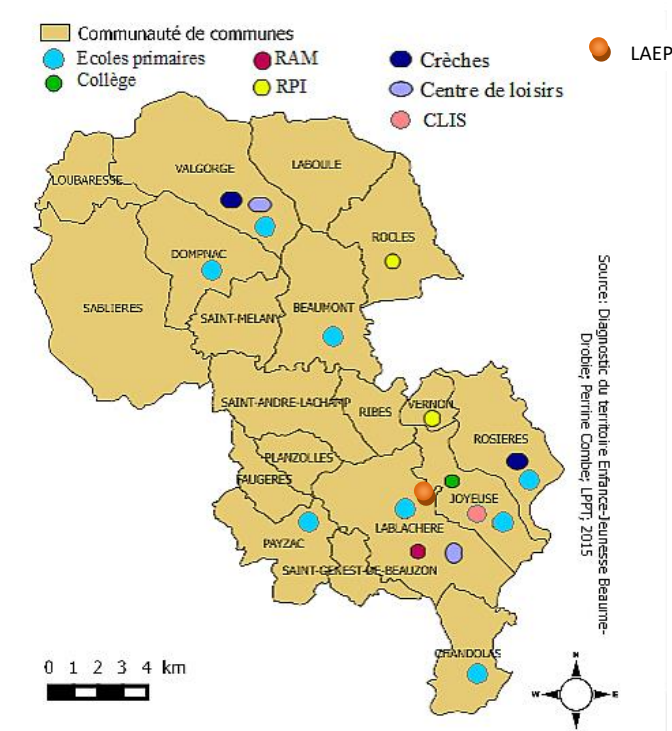 Communauté de communes
Ecoles primaires
RAM
Crèches
LAEP
Collège
RPI
Centre de loisirs
CLIS
VALGORGE
LABOULE
LOUBARESSE
ROCLES
DOMPNAC
SABLIERES
SAINT-MELANY
BEAUMONT
SAINT-ANDRE-LACHAMP
RIBES
VERNON
ROSIERES
PLANZOLLES
FAUGERES
JOYEUSE
LABLACHERE
PAYZAC
SAINT-GENEST-DE-BEAUZON
CHANDOLAS
Source: Diagnostic du territoire Enfance-Jeunesse Beaume-
Drobie; Perrine Combe; LPPT; 2015
0 1 2 3 4 km
N
W E
S